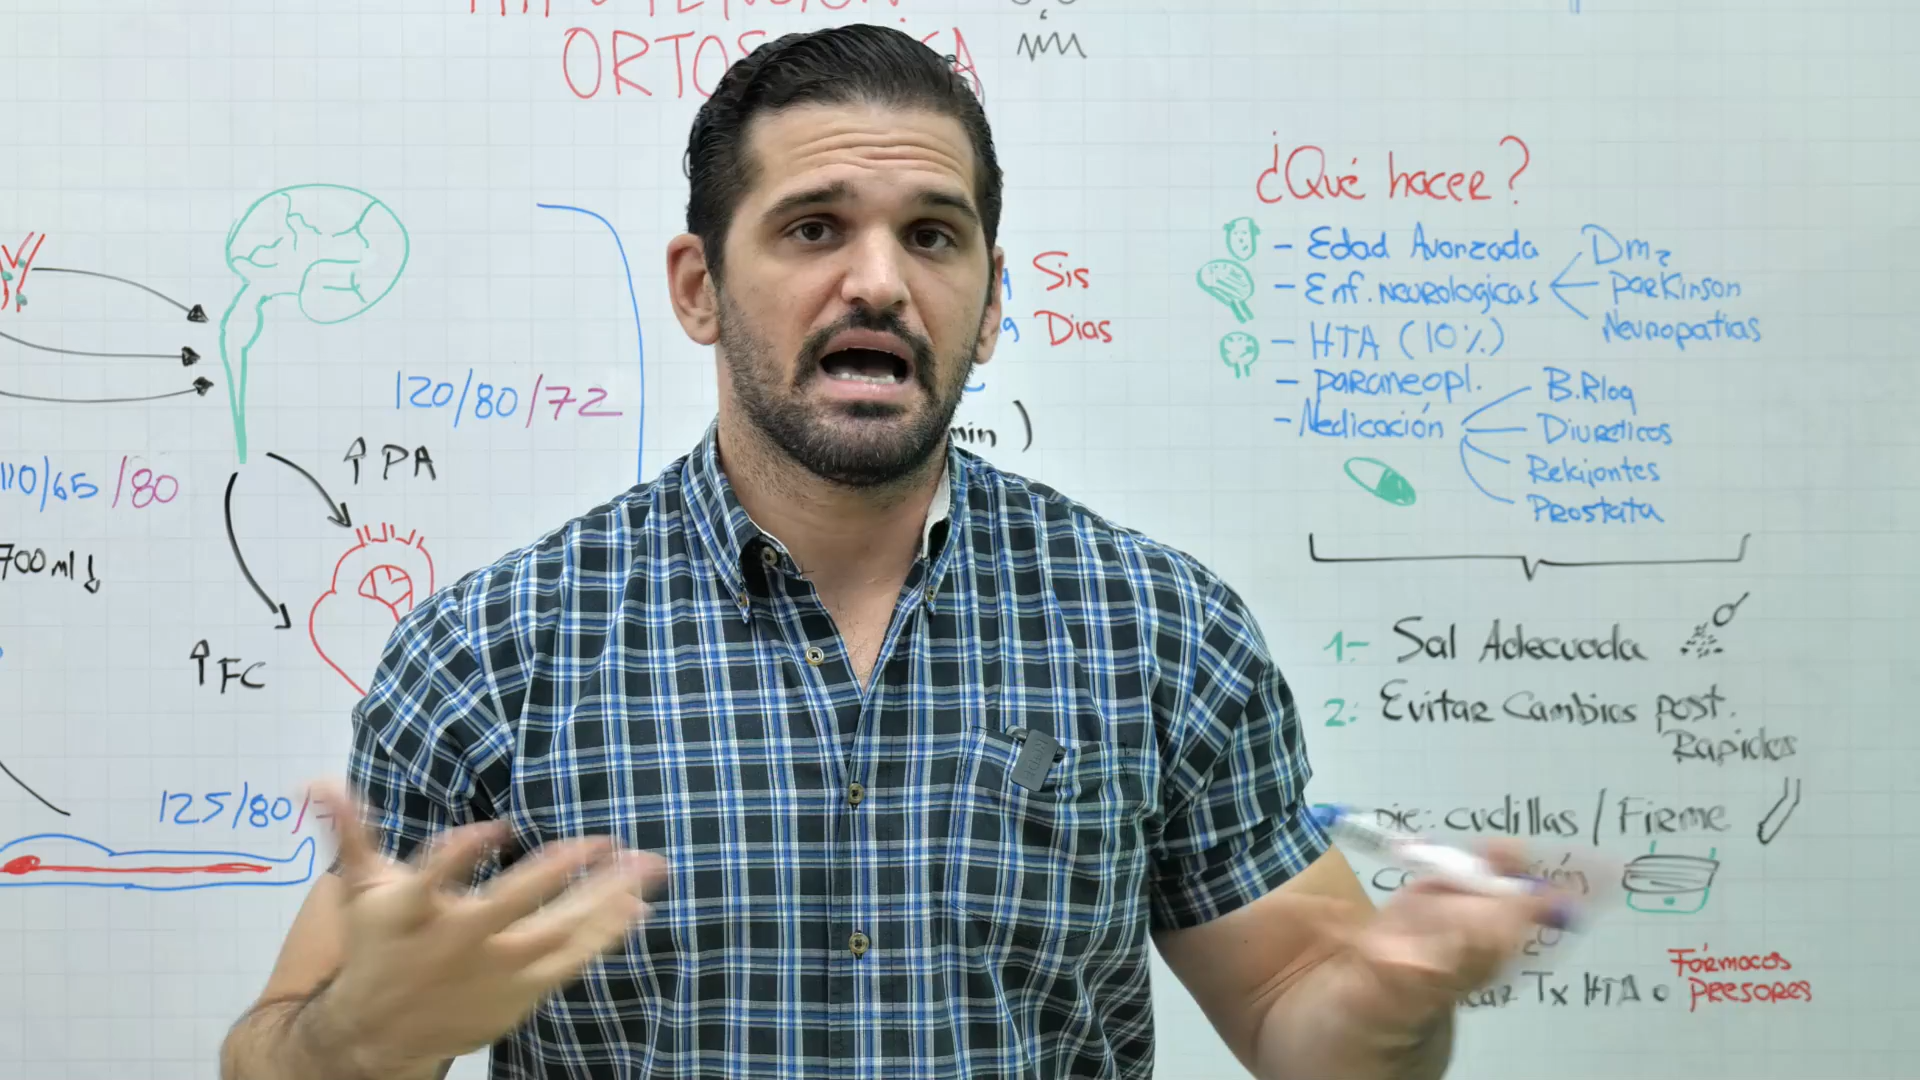 120/80/72
↑ PA
110/65/80
700 ml ↓
↑ FC
125/80/7
Sis
Dias
min )
¿Qué hacer?
- Edad Avanzada
- Enf. neurologicas
Dm2
Parkinson
Neuropatias
- HTA (10%)
- paraneopl.
- Medicación
B.Bloq
Diureticos
Relajantes
Prostata
1- Sal Adecuada
2: Evitar Cambios post.
Rapidos
pie: cuclillas / Firme
Tx HTA o Fármacos
presores